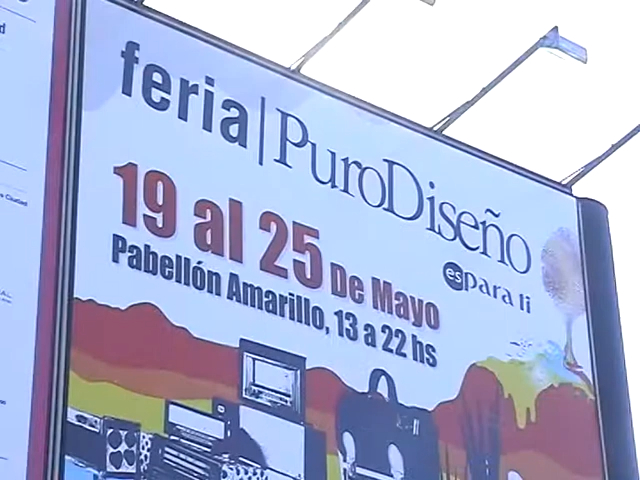 feria | PuroDiseño
es para ti
19 al 25 De Mayo
Pabellón Amarillo, 13 a 22 hs